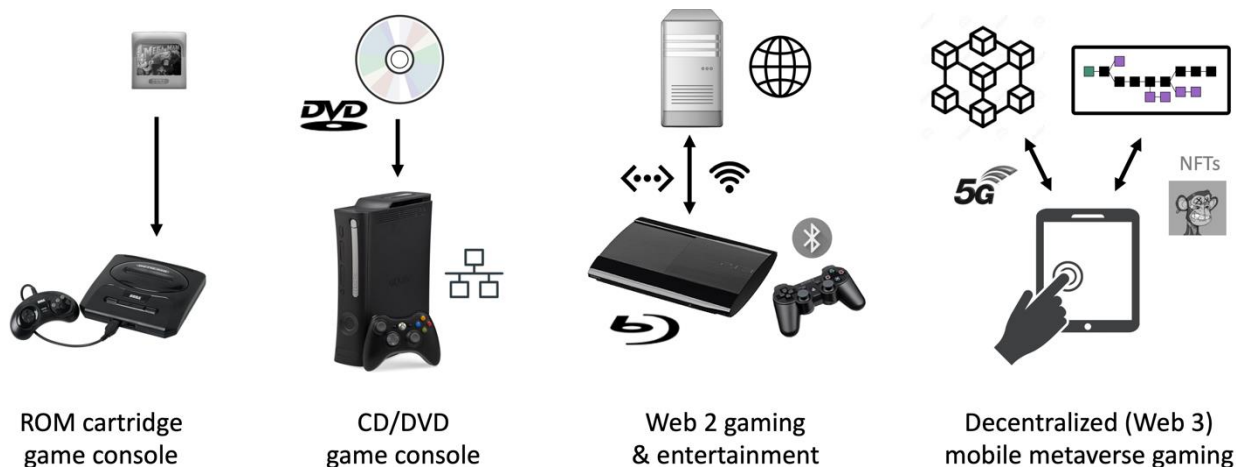 DVD
5G
NFTs
ROM cartridge
game console
CD/DVD
game console
Web 2 gaming
& entertainment
Decentralized (Web 3)
mobile metaverse gaming